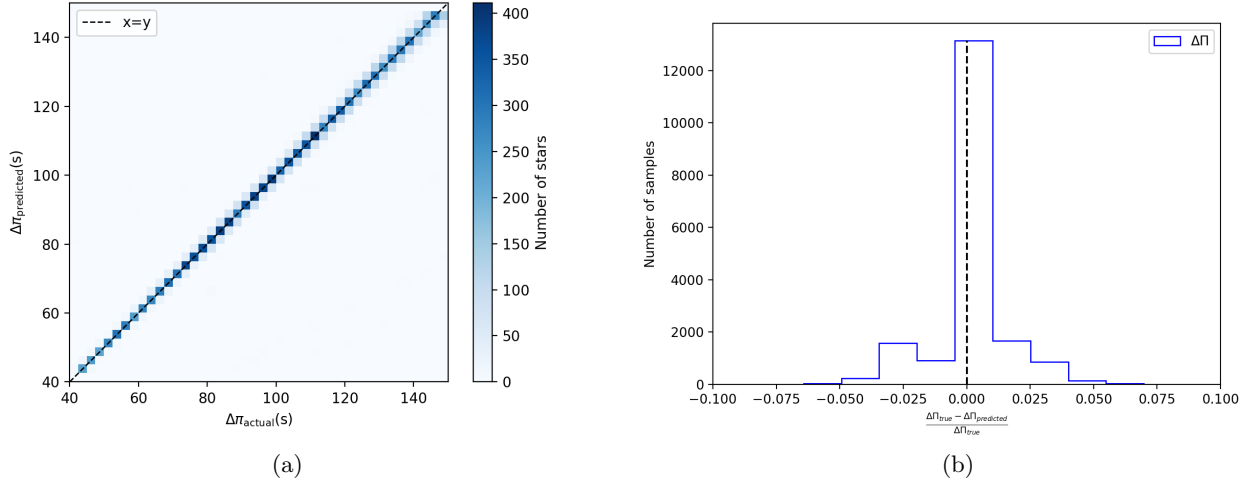 x=y
140
120
100
80
60
40
40 60 80 100 120 140
Δπpredicted(s)
Δπactual(s)
400
350
300
250
200
150
100
50
0
Number of stars
(a)
ΔΠ
12000
10000
8000
6000
4000
2000
0
Number of samples
−0.100 −0.075 −0.050 −0.025 0.000 0.025 0.050 0.075 0.100
ΔΠtrue − ΔΠpredicted
ΔΠtrue
(b)